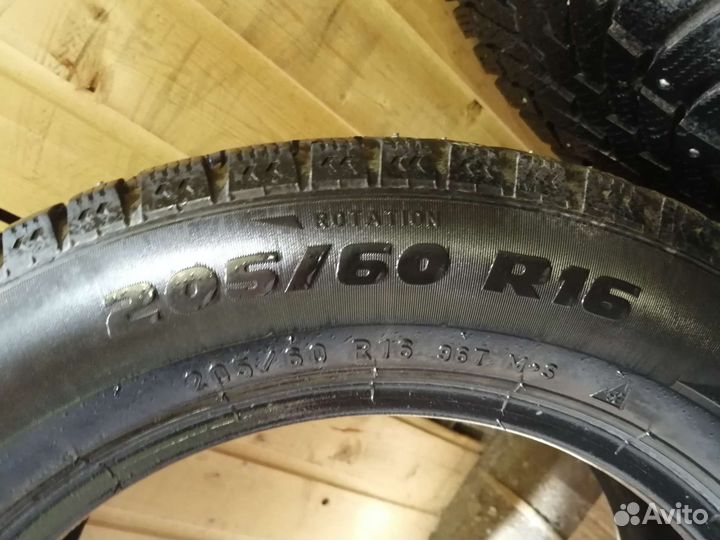 ROTATION
205/60 R16
205/60 R16 96T M+S
Avito